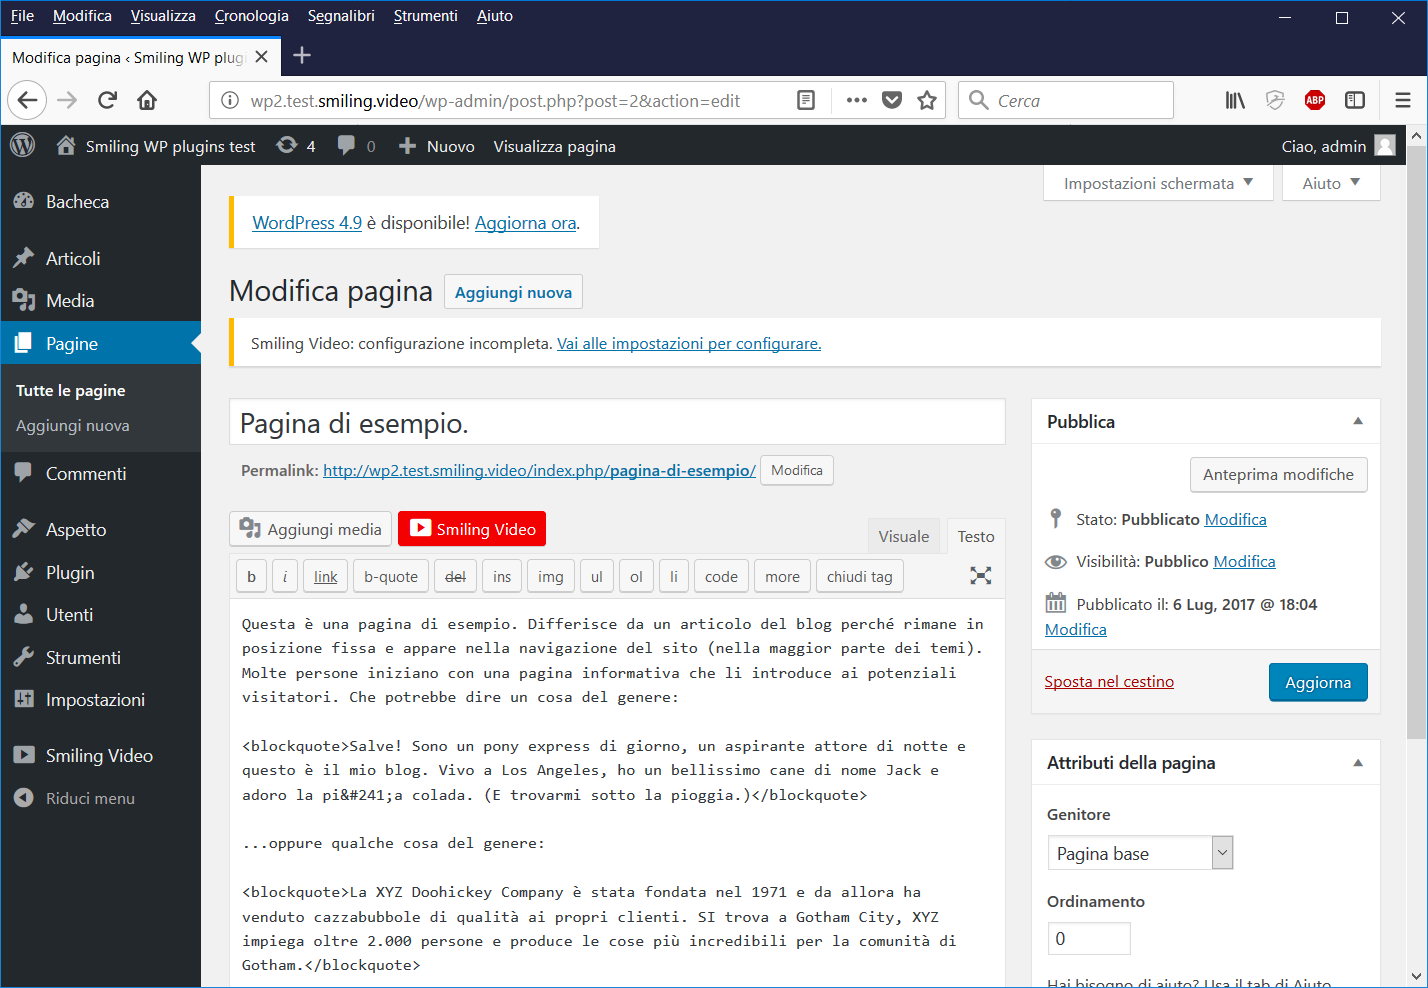 File Modifica Visualizza Cronologia Segnalibri Strumenti Aiuto
Modifica pagina ‹ Smiling WP plugi
wp2.test.smiling.video/wp-admin/post.php?post=2&action=edit
Cerca
ABP
Smiling WP plugins test 4 0 Nuovo Visualizza pagina Ciao, admin
Impostazioni schermata Aiuto
Bacheca
Articoli
Media
Pagine
Tutte le pagine
Aggiungi nuova
Commenti
Aspetto
Plugin
Utenti
Strumenti
Impostazioni
Smiling Video
Riduci menu
WordPress 4.9 è disponibile! Aggiorna ora.
Modifica pagina Aggiungi nuova
Smiling Video: configurazione incompleta. Vai alle impostazioni per configurare.
Pagina di esempio.
Permalink: http://wp2.test.smiling.video/index.php/pagina-di-esempio/ Modifica
Aggiungi media Smiling Video
Visuale Testo
b i link b-quote del ins img ul ol li code more chiudi tag
Questa è una pagina di esempio. Differisce da un articolo del blog perché rimane in
posizione fissa e appare nella navigazione del sito (nella maggior parte dei temi).
Molte persone iniziano con una pagina informativa che li introduce ai potenziali
visitatori. Che potrebbe dire un cosa del genere:
<blockquote>Salve! Sono un pony express di giorno, un aspirante attore di notte e
questo è il mio blog. Vivo a Los Angeles, ho un bellissimo cane di nome Jack e
adoro la pi&#241;a colada. (E trovarmi sotto la pioggia.)</blockquote>
...oppure qualche cosa del genere:
<blockquote>La XYZ Doohickey Company è stata fondata nel 1971 e da allora ha
venduto cazzabubbole di qualità ai propri clienti. SI trova a Gotham City, XYZ
impiega oltre 2.000 persone e produce le cose più incredibili per la comunità di
Gotham.</blockquote>
Pubblica
Anteprima modifiche
Stato: Pubblicato Modifica
Visibilità: Pubblico Modifica
Pubblicato il: 6 Lug, 2017 @ 18:04
Modifica
Sposta nel cestino Aggiorna
Attributi della pagina
Genitore
Pagina base
Ordinamento
0
Hai bisogno di aiuto? Usa il tab di Aiuto